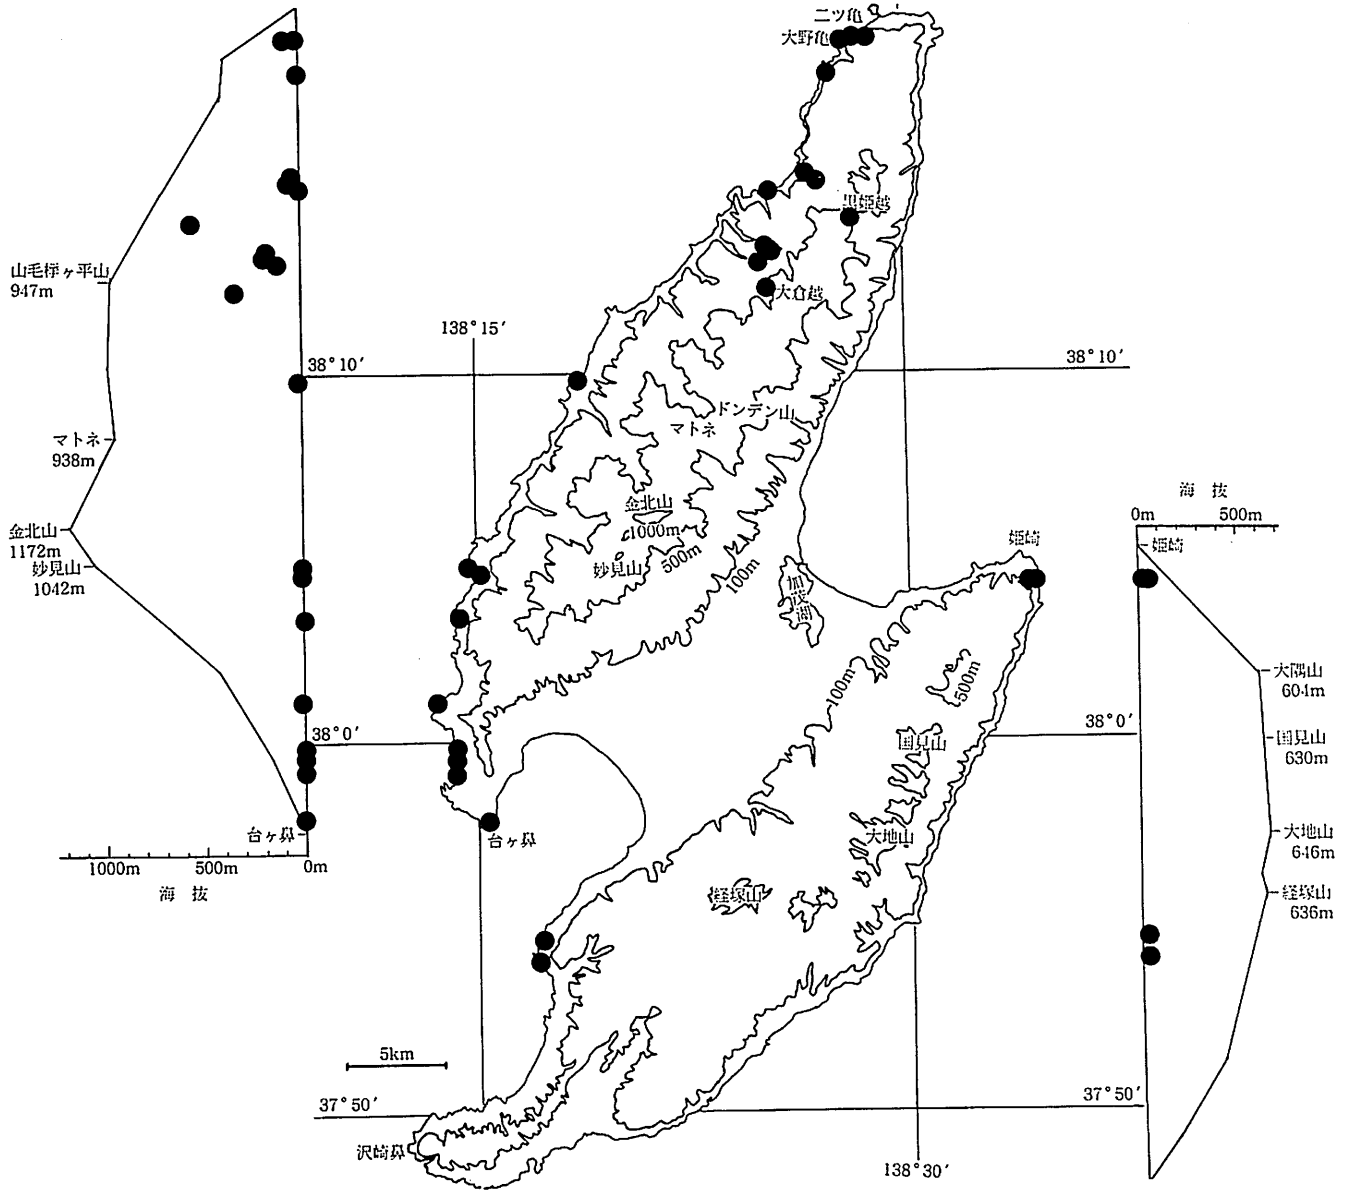 二ツ亀
大野亀
黒姫越
山毛欅ヶ平山
947m
大倉越
138°15′
38°10′
38°10′
ドンデン山
マトネ
マトネ
938m
海抜
0m
500m
金北山
1000m
金北山
1172m
妙見山
1042m
妙見山
500m
100m
加茂湖
姫崎
姫崎
大隅山
604m
100m
500m
38°0′
38°0′
国見山
国見山
630m
台ヶ鼻
台ヶ鼻
大地山
大地山
646m
1000m
500m
0m
海抜
経塚山
経塚山
636m
5km
37°50′
37°50′
沢崎鼻
138°30′